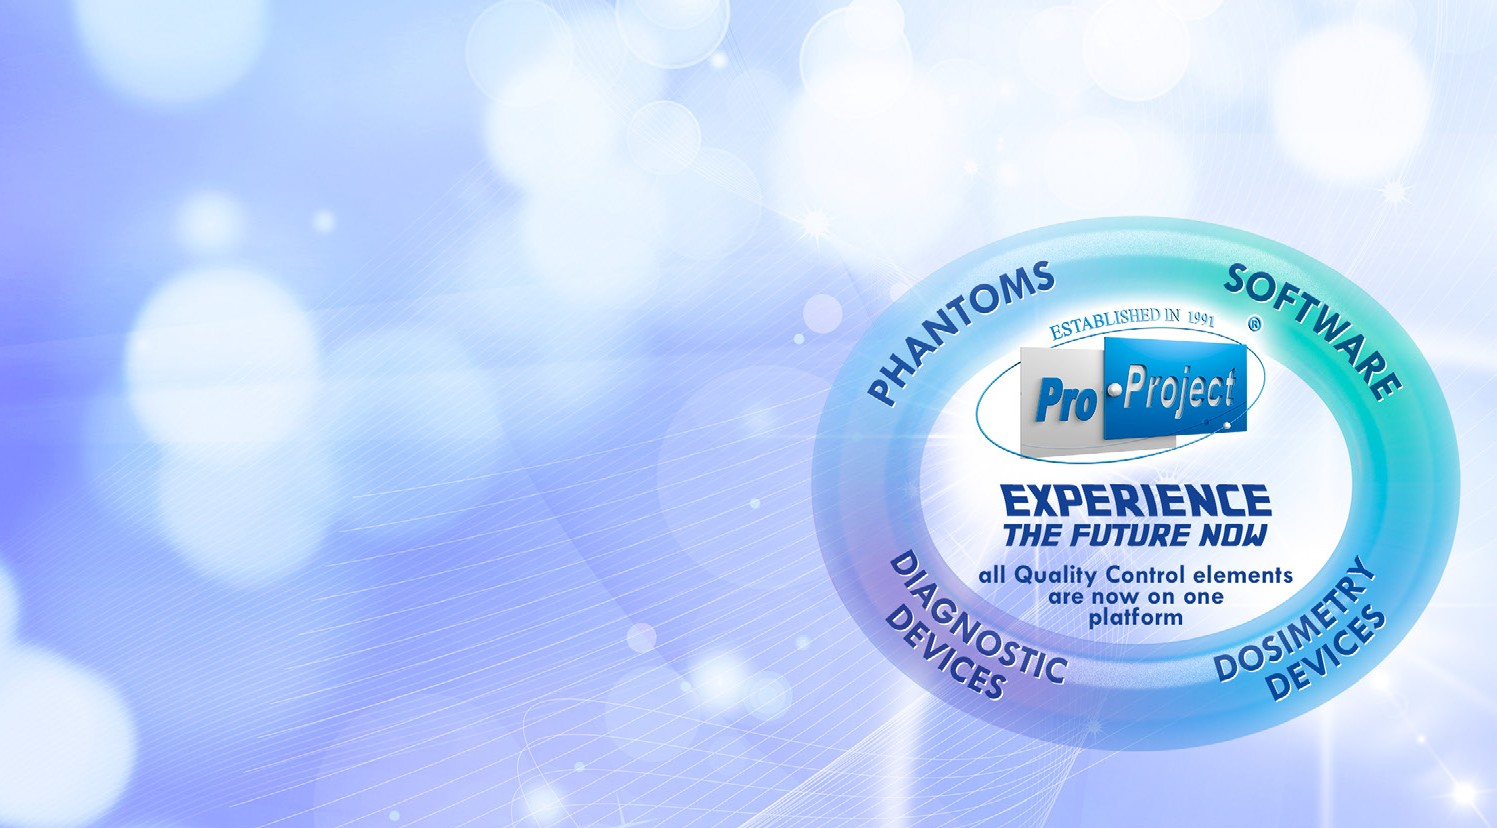 PHANTOMS
SOFTWARE
ESTABLISHED IN 1991
®
Pro Project
EXPERIENCE
THE FUTURE NOW
all Quality Control elements
are now on one
platform
DIAGNOSTIC
DEVICES
DOSIMETRY
DEVICES